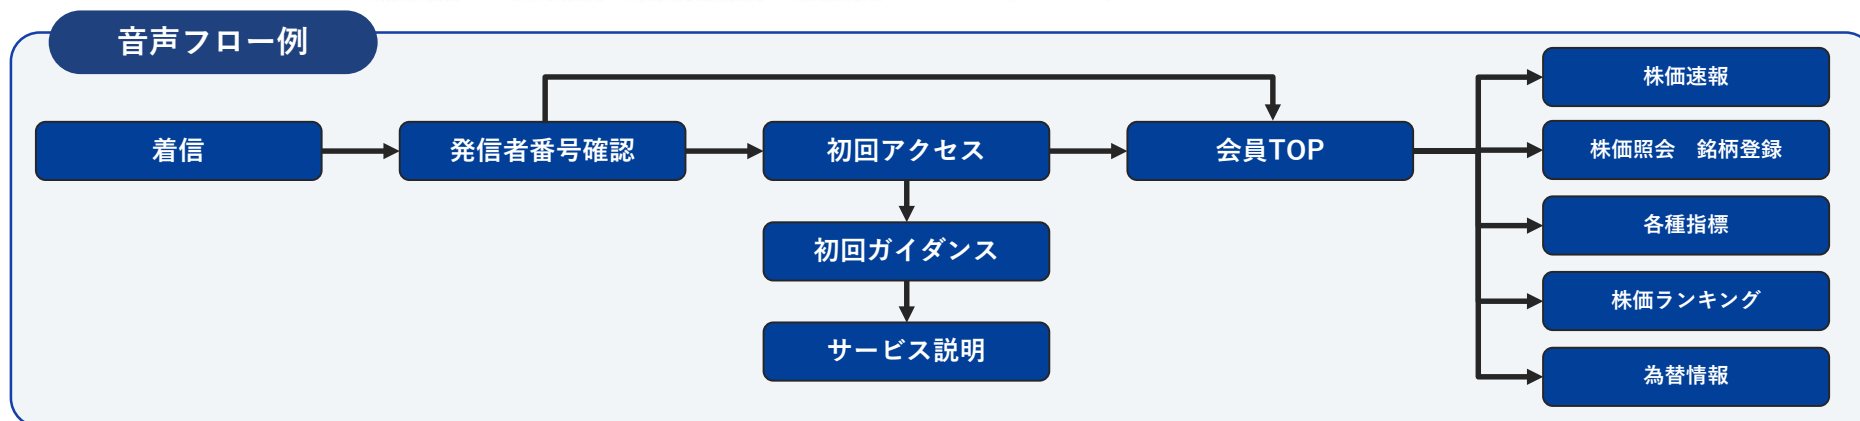 音声フロー例
着信
発信者番号確認
初回アクセス
会員TOP
初回ガイダンス
サービス説明
株価速報
株価照会　銘柄登録
各種指標
株価ランキング
為替情報